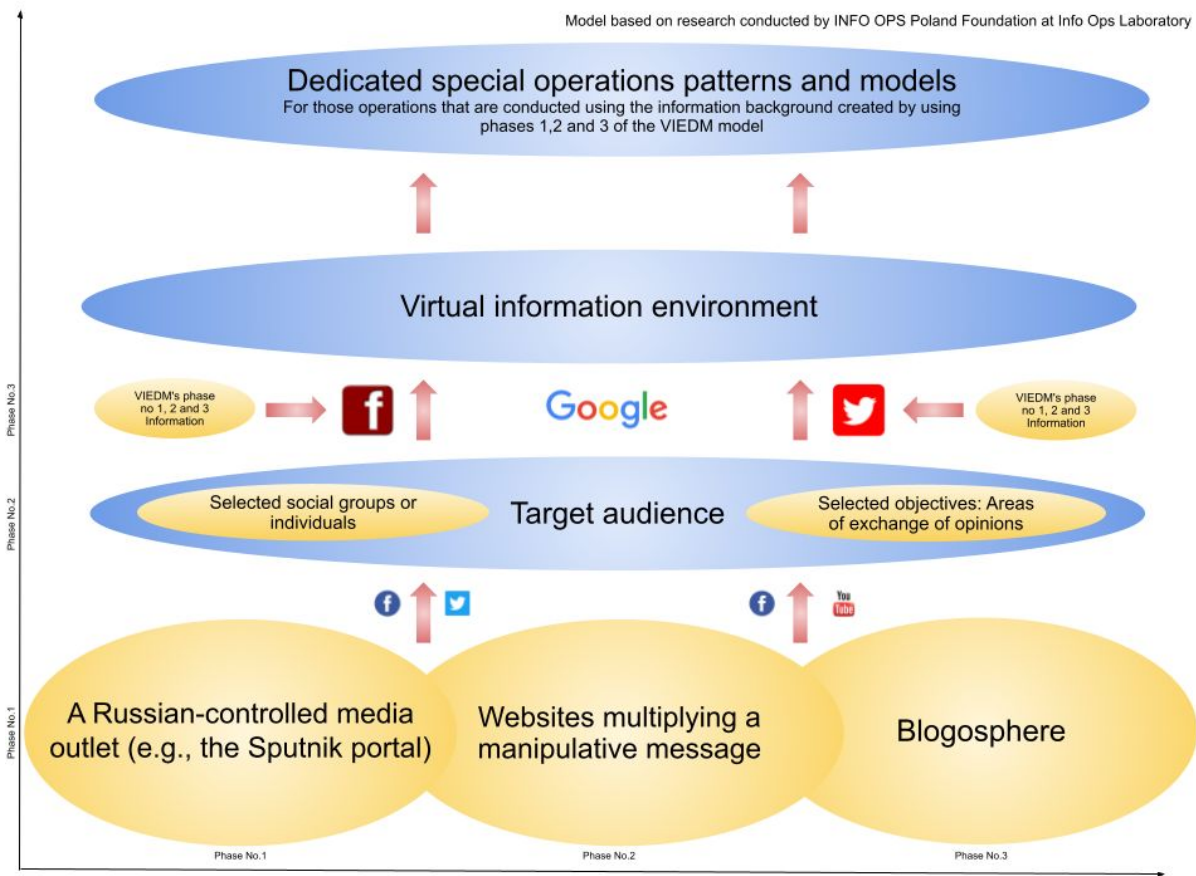 Model based on research conducted by INFO OPS Poland Foundation at Info Ops Laboratory
Dedicated special operations patterns and models
For those operations that are conducted using the information background created by using
phases 1,2 and 3 of the VIEDM model
Virtual information environment
Phase No.3
VIEDM's phase
no 1, 2 and 3
Information
f
Google
VIEDM's phase
no 1, 2 and 3
Information
Phase No.2
Selected social groups or
individuals
Target audience
Selected objectives: Areas
of exchange of opinions
f
f
You
Tube
Phase No.1
A Russian-controlled media
outlet (e.g., the Sputnik portal)
Websites multiplying a
manipulative message
Blogosphere
Phase No.1
Phase No.2
Phase No.3